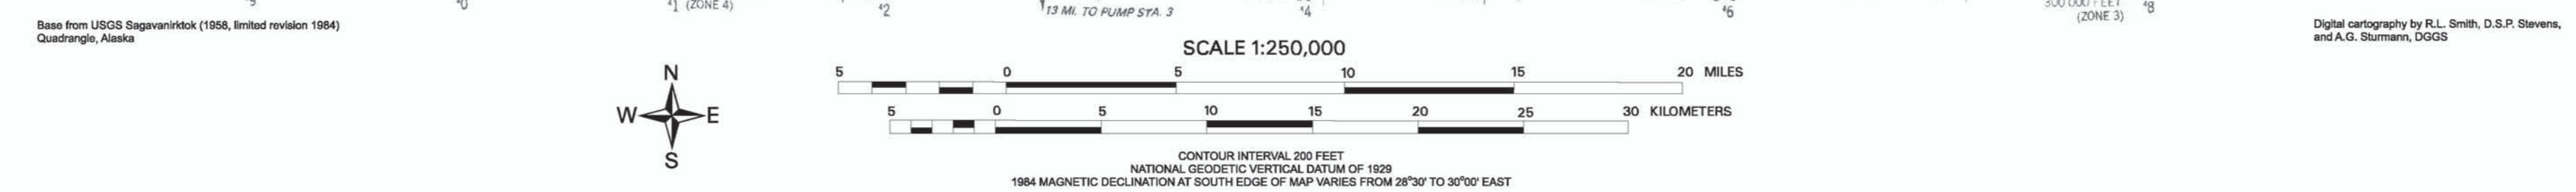 (ZONE 4)
13 MI. TO PUMP STA. 3
(ZONE 3)
Base from USGS Sagavanirktok (1958, limited revision 1984)
Quadrangle, Alaska
Digital cartography by R.L. Smith, D.S.P. Stevens,
and A.G. Sturmann, DGGS
SCALE 1:250,000
5 0 5 10 15 20 MILES
5 0 5 10 15 20 25 30 KILOMETERS
N
W E
S
CONTOUR INTERVAL 200 FEET
NATIONAL GEODETIC VERTICAL DATUM OF 1929
1984 MAGNETIC DECLINATION AT SOUTH EDGE OF MAP VARIES FROM 28°30' TO 30°00' EAST